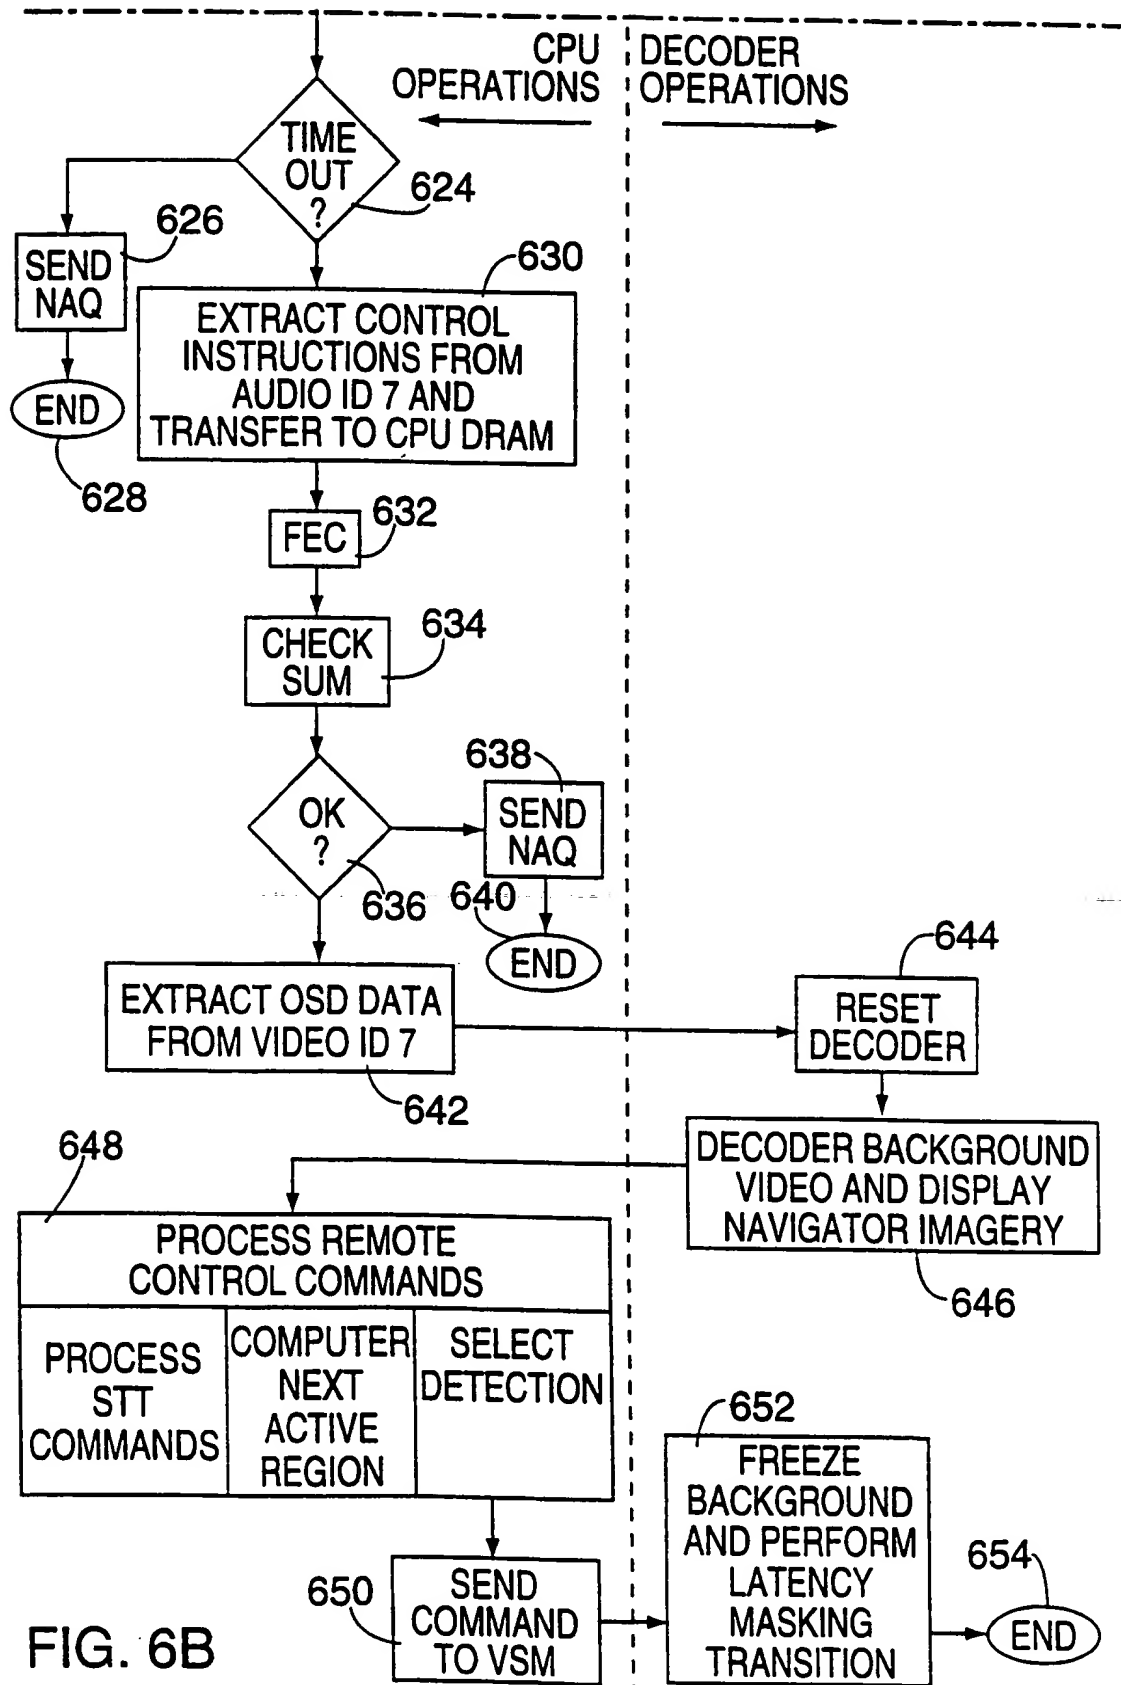 CPU
OPERATIONS
DECODER
OPERATIONS
TIME
OUT
?
624
626
SEND
NAQ
END
628
630
EXTRACT CONTROL
INSTRUCTIONS FROM
AUDIO ID 7 AND
TRANSFER TO CPU DRAM
632
FEC
634
CHECK
SUM
OK
?
636
638
SEND
NAQ
640
END
EXTRACT OSD DATA
FROM VIDEO ID 7
642
644
RESET
DECODER
DECODER BACKGROUND
VIDEO AND DISPLAY
NAVIGATOR IMAGERY
646
648
PROCESS REMOTE
CONTROL COMMANDS
PROCESS
STT
COMMANDS
COMPUTER
NEXT
ACTIVE
REGION
SELECT
DETECTION
650
SEND
COMMAND
TO VSM
652
FREEZE
BACKGROUND
AND PERFORM
LATENCY
MASKING
TRANSITION
654
END
FIG. 6B